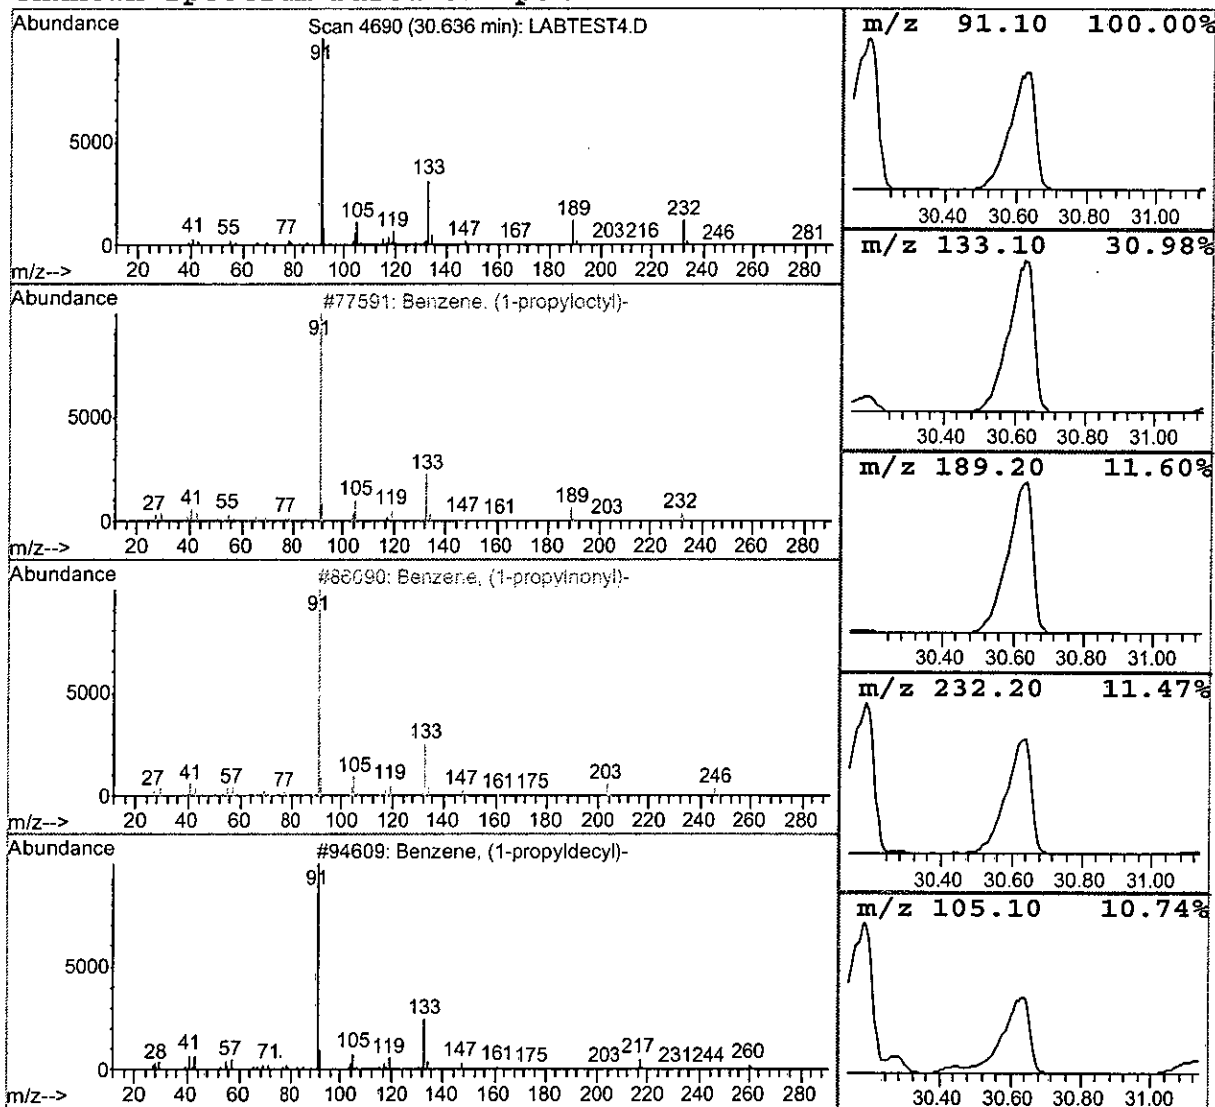 Abundance
Scan 4690 (30.636 min): LABTEST4.D
91
5000
133
41 55 77 105 119 147 167 189 203 216 232 246 281
0
m/z--> 20 40 60 80 100 120 140 160 180 200 220 240 260 280
Abundance
#77591: Benzene, (1-propyloctyl)-
91
5000
133
27 41 55 77 105 119 147 161 189 203 232
0
m/z--> 20 40 60 80 100 120 140 160 180 200 220 240 260 280
Abundance
#86090: Benzene, (1-propylnonyl)-
91
5000
133
27 41 57 77 105 119 147 161 175 203 246
0
m/z--> 20 40 60 80 100 120 140 160 180 200 220 240 260 280
Abundance
#94609: Benzene, (1-propyldecyl)-
91
5000
133
28 41 57 71 105 119 147 161 175 203 217 231 244 260
0
m/z--> 20 40 60 80 100 120 140 160 180 200 220 240 260 280
m/z 91.10 100.00%
30.40 30.60 30.80 31.00
m/z 133.10 30.98%
30.40 30.60 30.80 31.00
m/z 189.20 11.60%
30.40 30.60 30.80 31.00
m/z 232.20 11.47%
30.40 30.60 30.80 31.00
m/z 105.10 10.74%
30.40 30.60 30.80 31.00